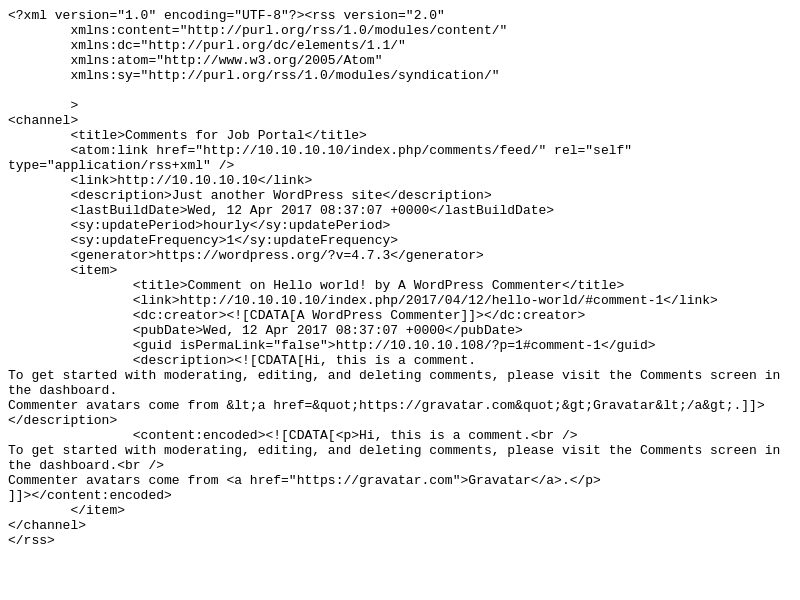 <?xml version="1.0" encoding="UTF-8"?><rss version="2.0"
xmlns:content="http://purl.org/rss/1.0/modules/content/"
xmlns:dc="http://purl.org/dc/elements/1.1/"
xmlns:atom="http://www.w3.org/2005/Atom"
xmlns:sy="http://purl.org/rss/1.0/modules/syndication/"
>
<channel>
<title>Comments for Job Portal</title>
<atom:link href="http://10.10.10.10/index.php/comments/feed/" rel="self"
type="application/rss+xml" />
<link>http://10.10.10.10</link>
<description>Just another WordPress site</description>
<lastBuildDate>Wed, 12 Apr 2017 08:37:07 +0000</lastBuildDate>
<sy:updatePeriod>hourly</sy:updatePeriod>
<sy:updateFrequency>1</sy:updateFrequency>
<generator>https://wordpress.org/?v=4.7.3</generator>
<item>
<title>Comment on Hello world! by A WordPress Commenter</title>
<link>http://10.10.10.10/index.php/2017/04/12/hello-world/#comment-1</link>
<dc:creator><![CDATA[A WordPress Commenter]]></dc:creator>
<pubDate>Wed, 12 Apr 2017 08:37:07 +0000</pubDate>
<guid isPermaLink="false">http://10.10.10.108/?p=1#comment-1</guid>
<description><![CDATA[Hi, this is a comment.
To get started with moderating, editing, and deleting comments, please visit the Comments screen in
the dashboard.
Commenter avatars come from &lt;a href=&quot;https://gravatar.com&quot;&gt;Gravatar&lt;/a&gt;.]]>
</description>
<content:encoded><![CDATA[<p>Hi, this is a comment.<br />
To get started with moderating, editing, and deleting comments, please visit the Comments screen in
the dashboard.<br />
Commenter avatars come from <a href="https://gravatar.com">Gravatar</a>.</p>
]]></content:encoded>
</item>
</channel>
</rss>